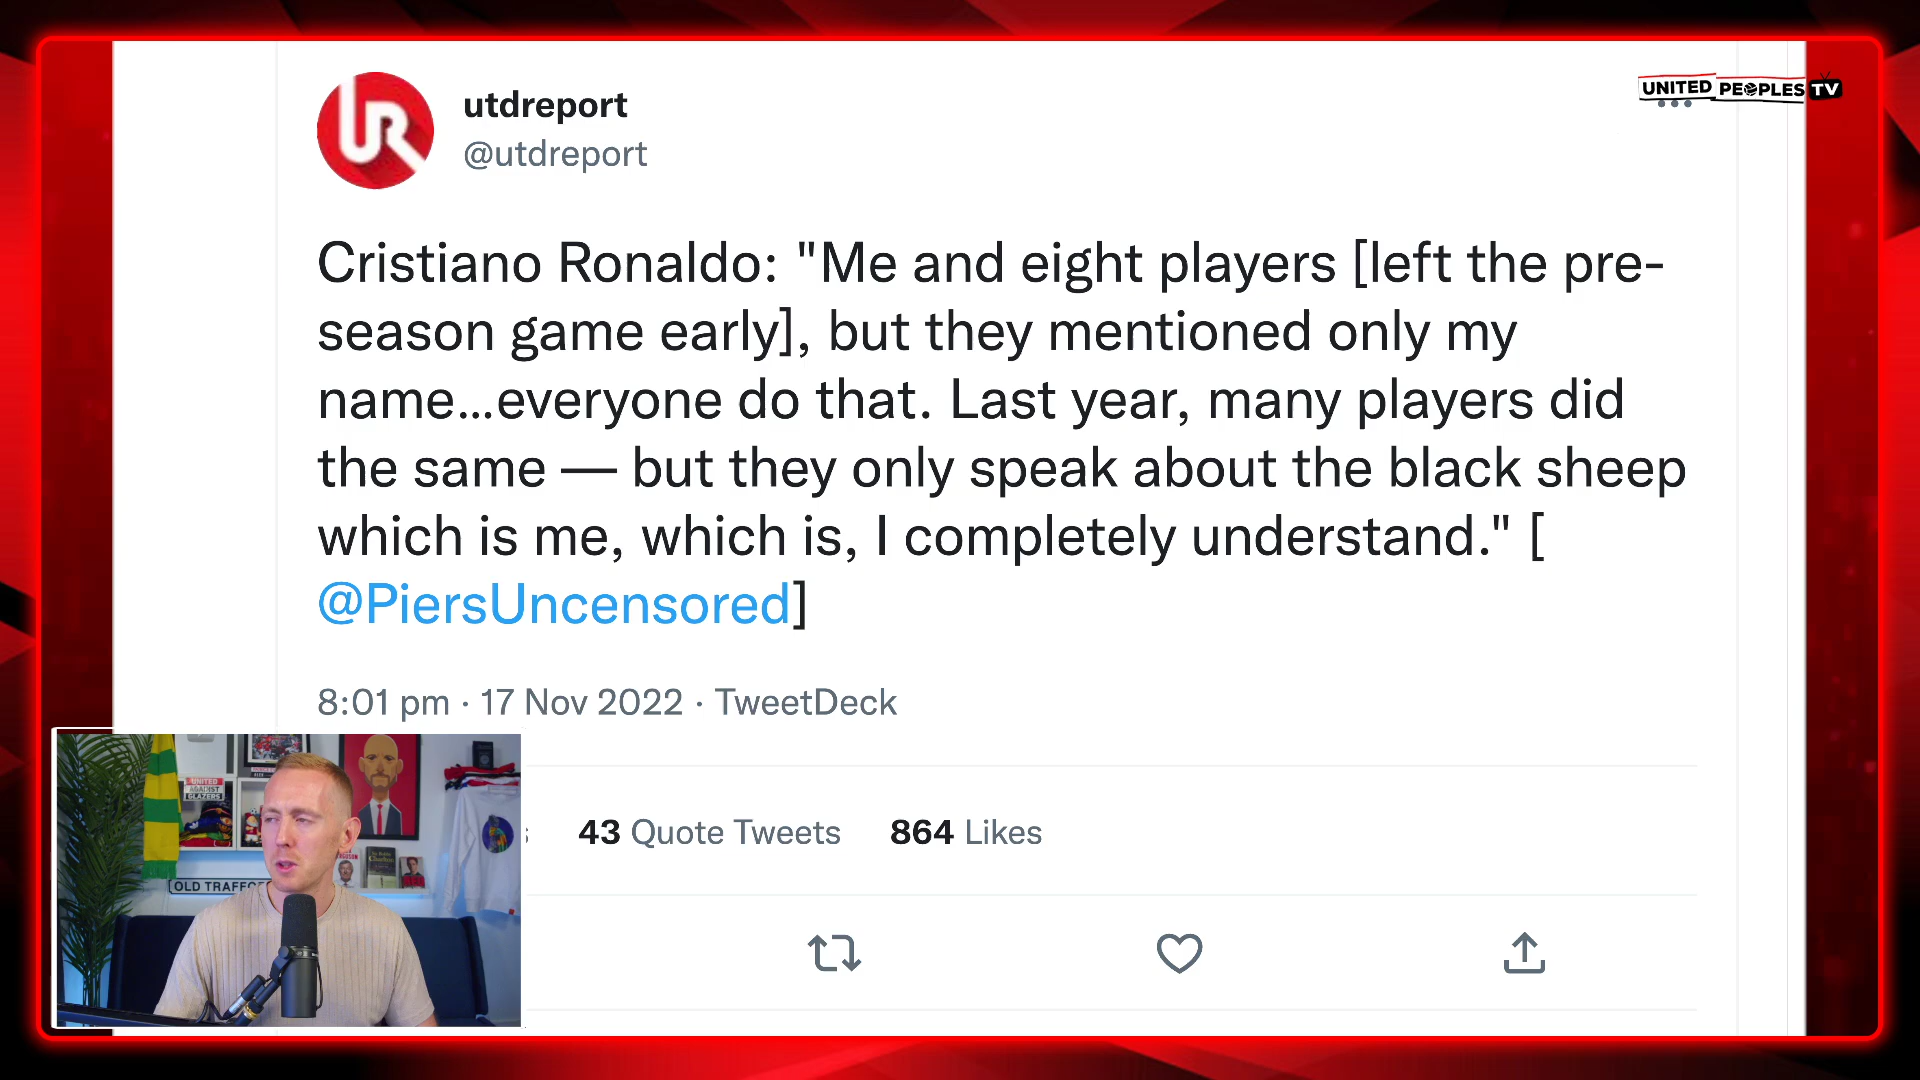 UNITED PEOPLES TV
utdreport
@utdreport
Cristiano Ronaldo: "Me and eight players [left the pre-
season game early], but they mentioned only my
name...everyone do that. Last year, many players did
the same — but they only speak about the black sheep
which is me, which is, I completely understand." [
@PiersUncensored]
8:01 pm · 17 Nov 2022 · TweetDeck
43 Quote Tweets 864 Likes
UNITED
AGAINST
GLAZERS
OLD TRAFFO